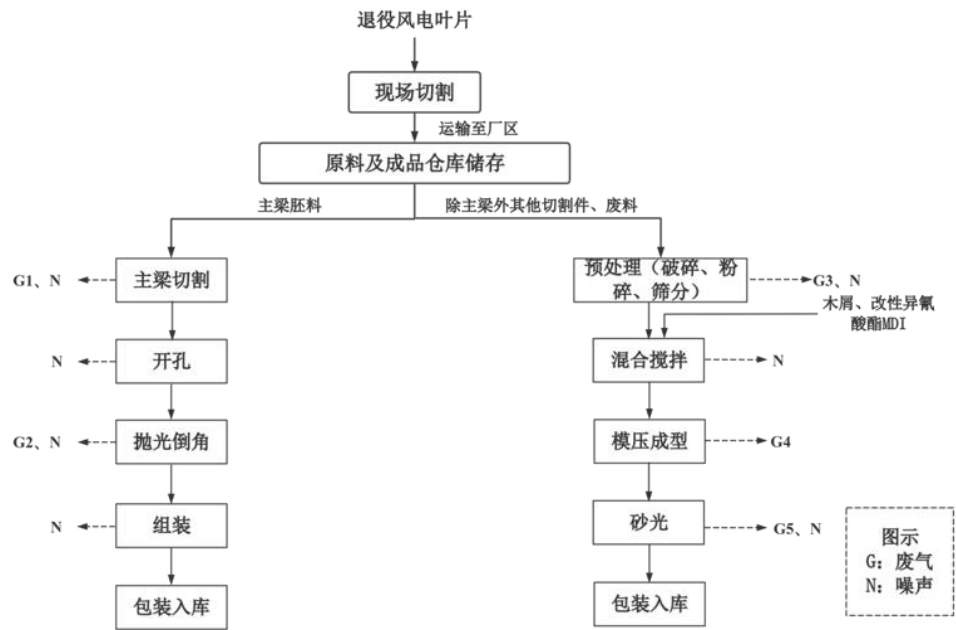 退役风电叶片
现场切割
运输至厂区
原料及成品仓库储存
主梁胚料
除主梁外其他切割件、废料
主梁切割
G1、N
开孔
N
抛光倒角
G2、N
组装
N
包装入库
预处理（破碎、粉
碎、筛分）
G3、N
木屑、改性异氰
酸酯MDI
混合搅拌
N
模压成型
G4
砂光
G5、N
包装入库
图示
G：废气
N：噪声